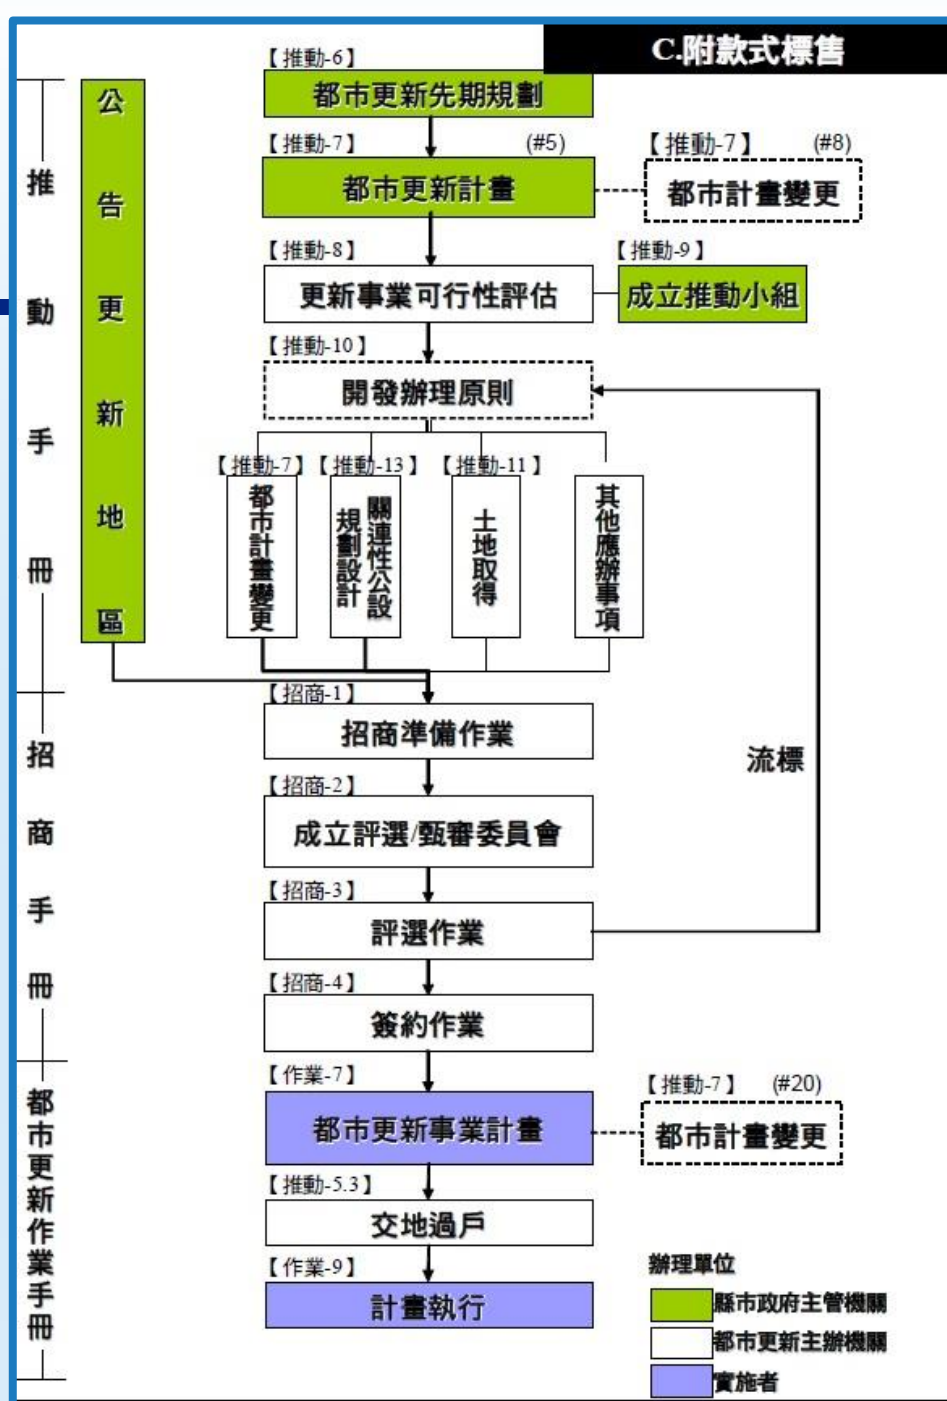 C.附款式標售
推動手冊
招商手冊
都市更新作業手冊
公告更新地區
【推動-6】
都市更新先期規劃
【推動-7】 (#5)
都市更新計畫
【推動-7】 (#8)
都市計畫變更
【推動-8】
更新事業可行性評估
【推動-9】
成立推動小組
【推動-10】
開發辦理原則
【推動-7】
都市計畫變更
【推動-13】
關連性公設
規劃設計
【推動-11】
土地取得
其他應辦事項
【招商-1】
招商準備作業
【招商-2】
成立評選/甄審委員會
【招商-3】
評選作業
流標
【招商-4】
簽約作業
【作業-7】
都市更新事業計畫
【推動-7】 (#20)
都市計畫變更
【推動-5.3】
交地過戶
【作業-9】
計畫執行
辦理單位
縣市政府主管機關
都市更新主辦機關
實施者